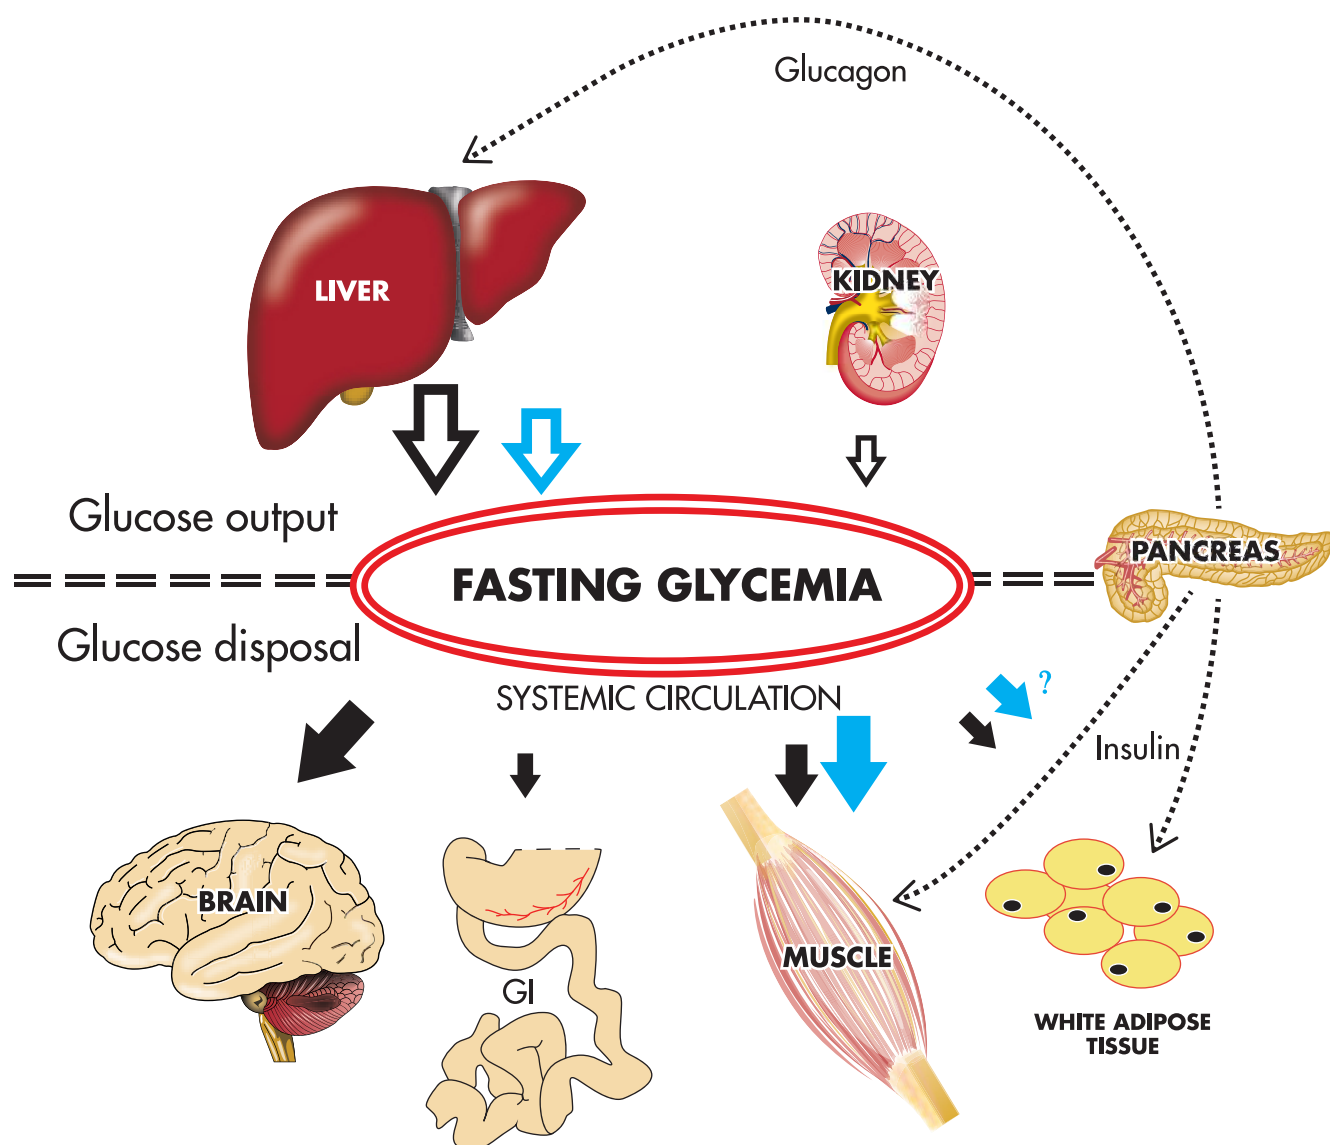 Glucagon
LIVER
KIDNEY
Glucose output
PANCREAS
FASTING GLYCEMIA
Glucose disposal
SYSTEMIC CIRCULATION
?
Insulin
BRAIN
GI
MUSCLE
WHITE ADIPOSE
TISSUE